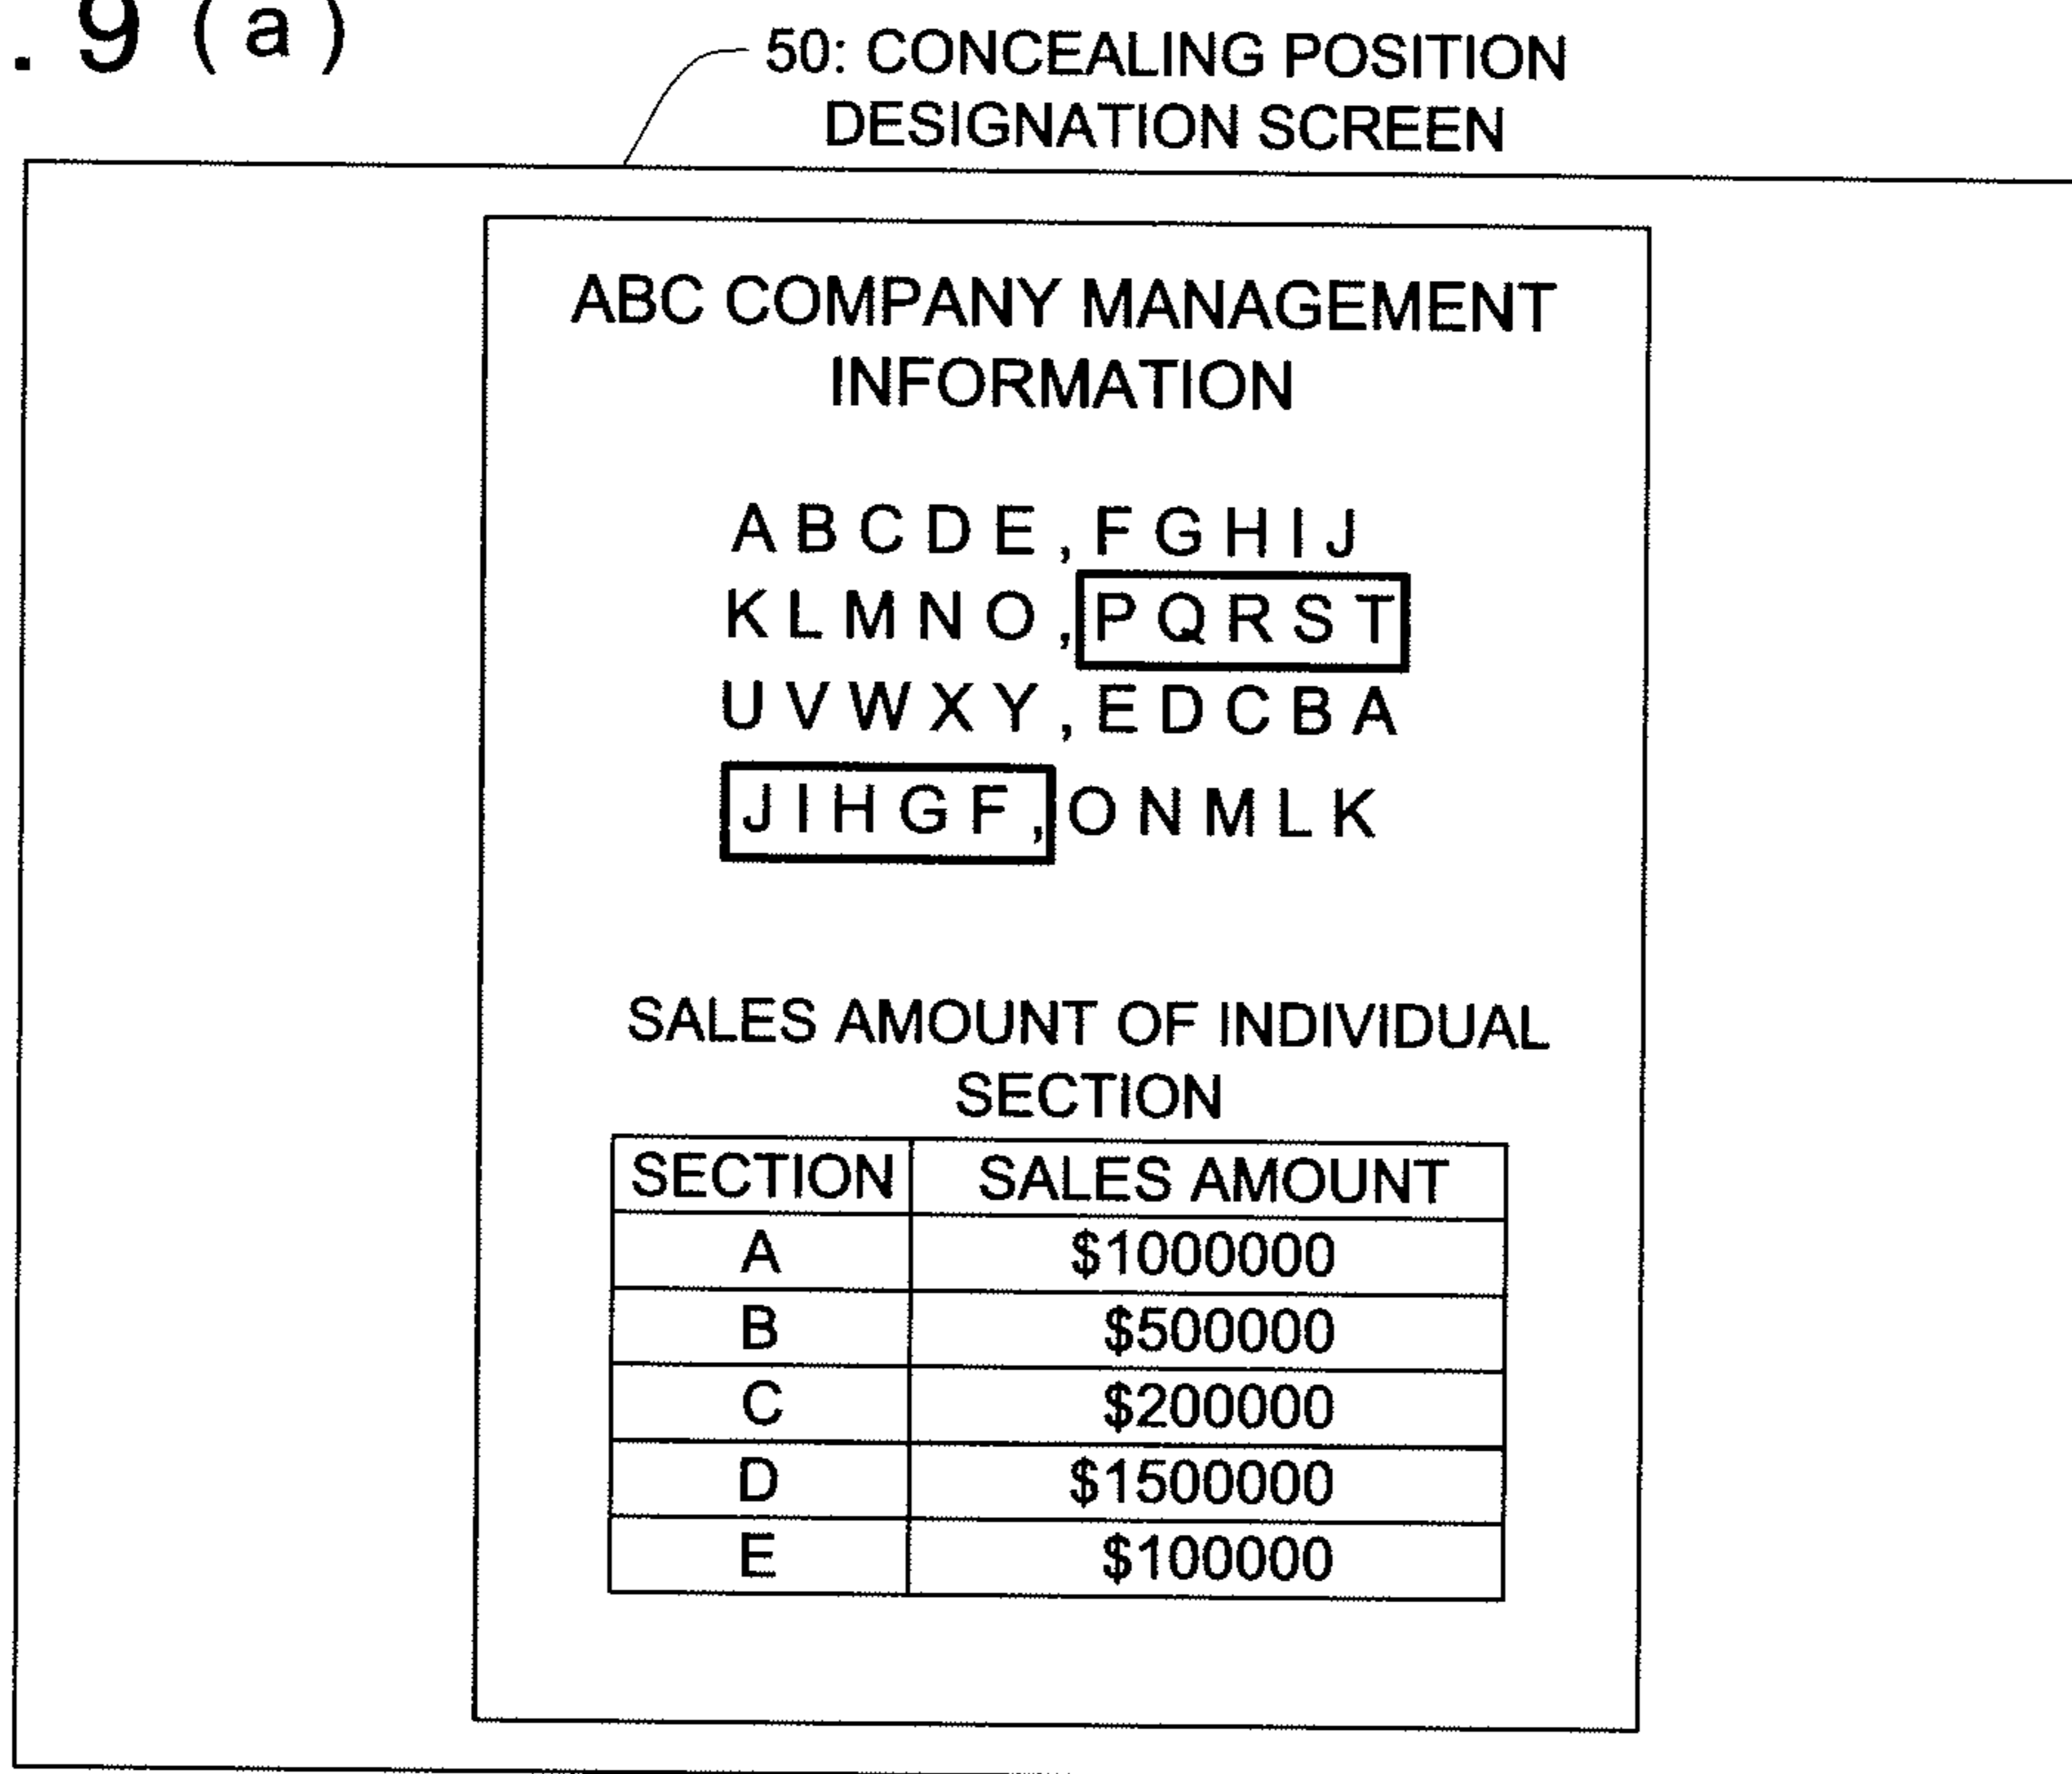 . 9 (a)
50: CONCEALING POSITION
DESIGNATION SCREEN
ABC COMPANY MANAGEMENT
INFORMATION
A B C D E , F G H I J
K L M N O , P Q R S T
U V W X Y , E D C B A
J I H G F , O N M L K
SALES AMOUNT OF INDIVIDUAL
SECTION
SECTION SALES AMOUNT
A $1000000
B $500000
C $200000
D $1500000
E $100000